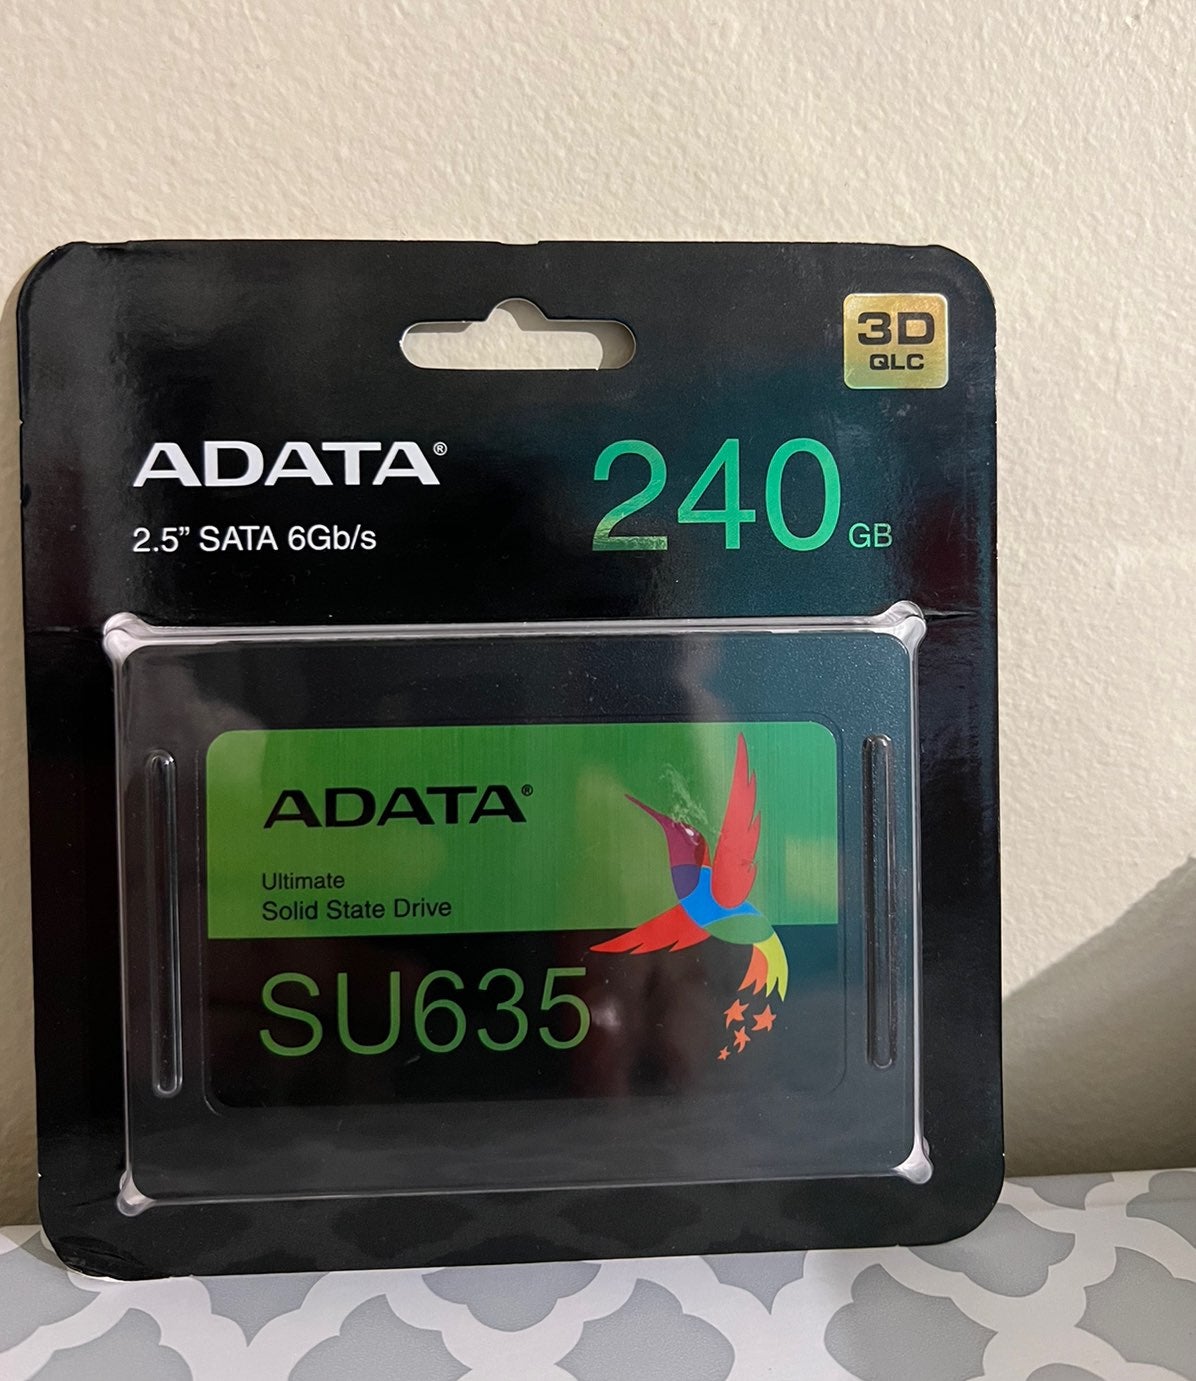 3D
QLC
ADATA®
240 GB
2.5” SATA 6Gb/s
ADATA®
Ultimate
Solid State Drive
SU635